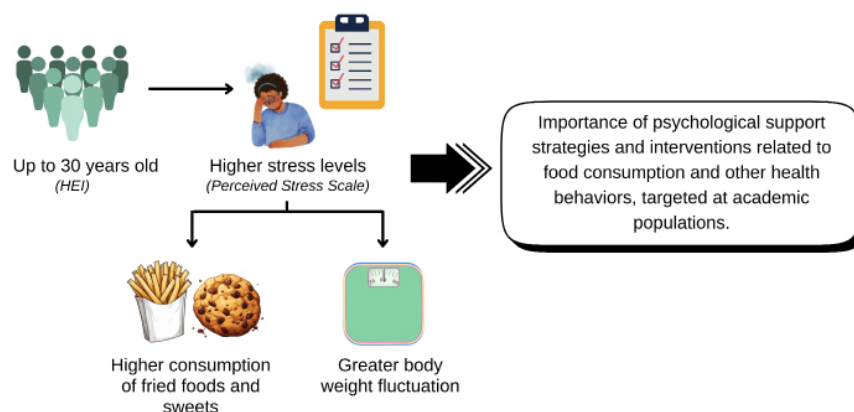 Up to 30 years old
(HEI)
Higher stress levels
(Perceived Stress Scale)
Importance of psychological support
strategies and interventions related to
food consumption and other health
behaviors, targeted at academic
populations.
Higher consumption
of fried foods and
sweets
Greater body
weight fluctuation